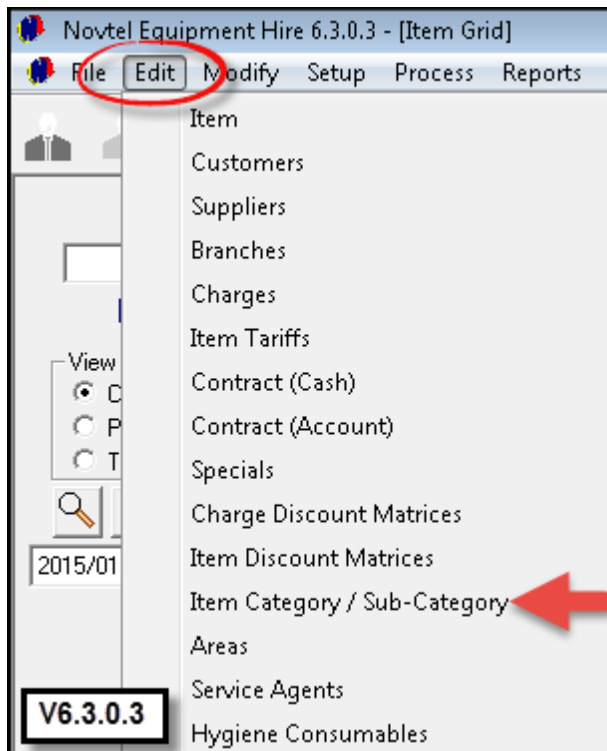 Novtel Equipment Hire 6.3.0.3 - [Item Grid]
File Edit Modify Setup Process Reports
Item
Customers
Suppliers
Branches
Charges
Item Tariffs
View
Contract (Cash)
Contract (Account)
Specials
Charge Discount Matrices
2015/01
Item Discount Matrices
Item Category / Sub-Category
Areas
Service Agents
V6.3.0.3
Hygiene Consumables